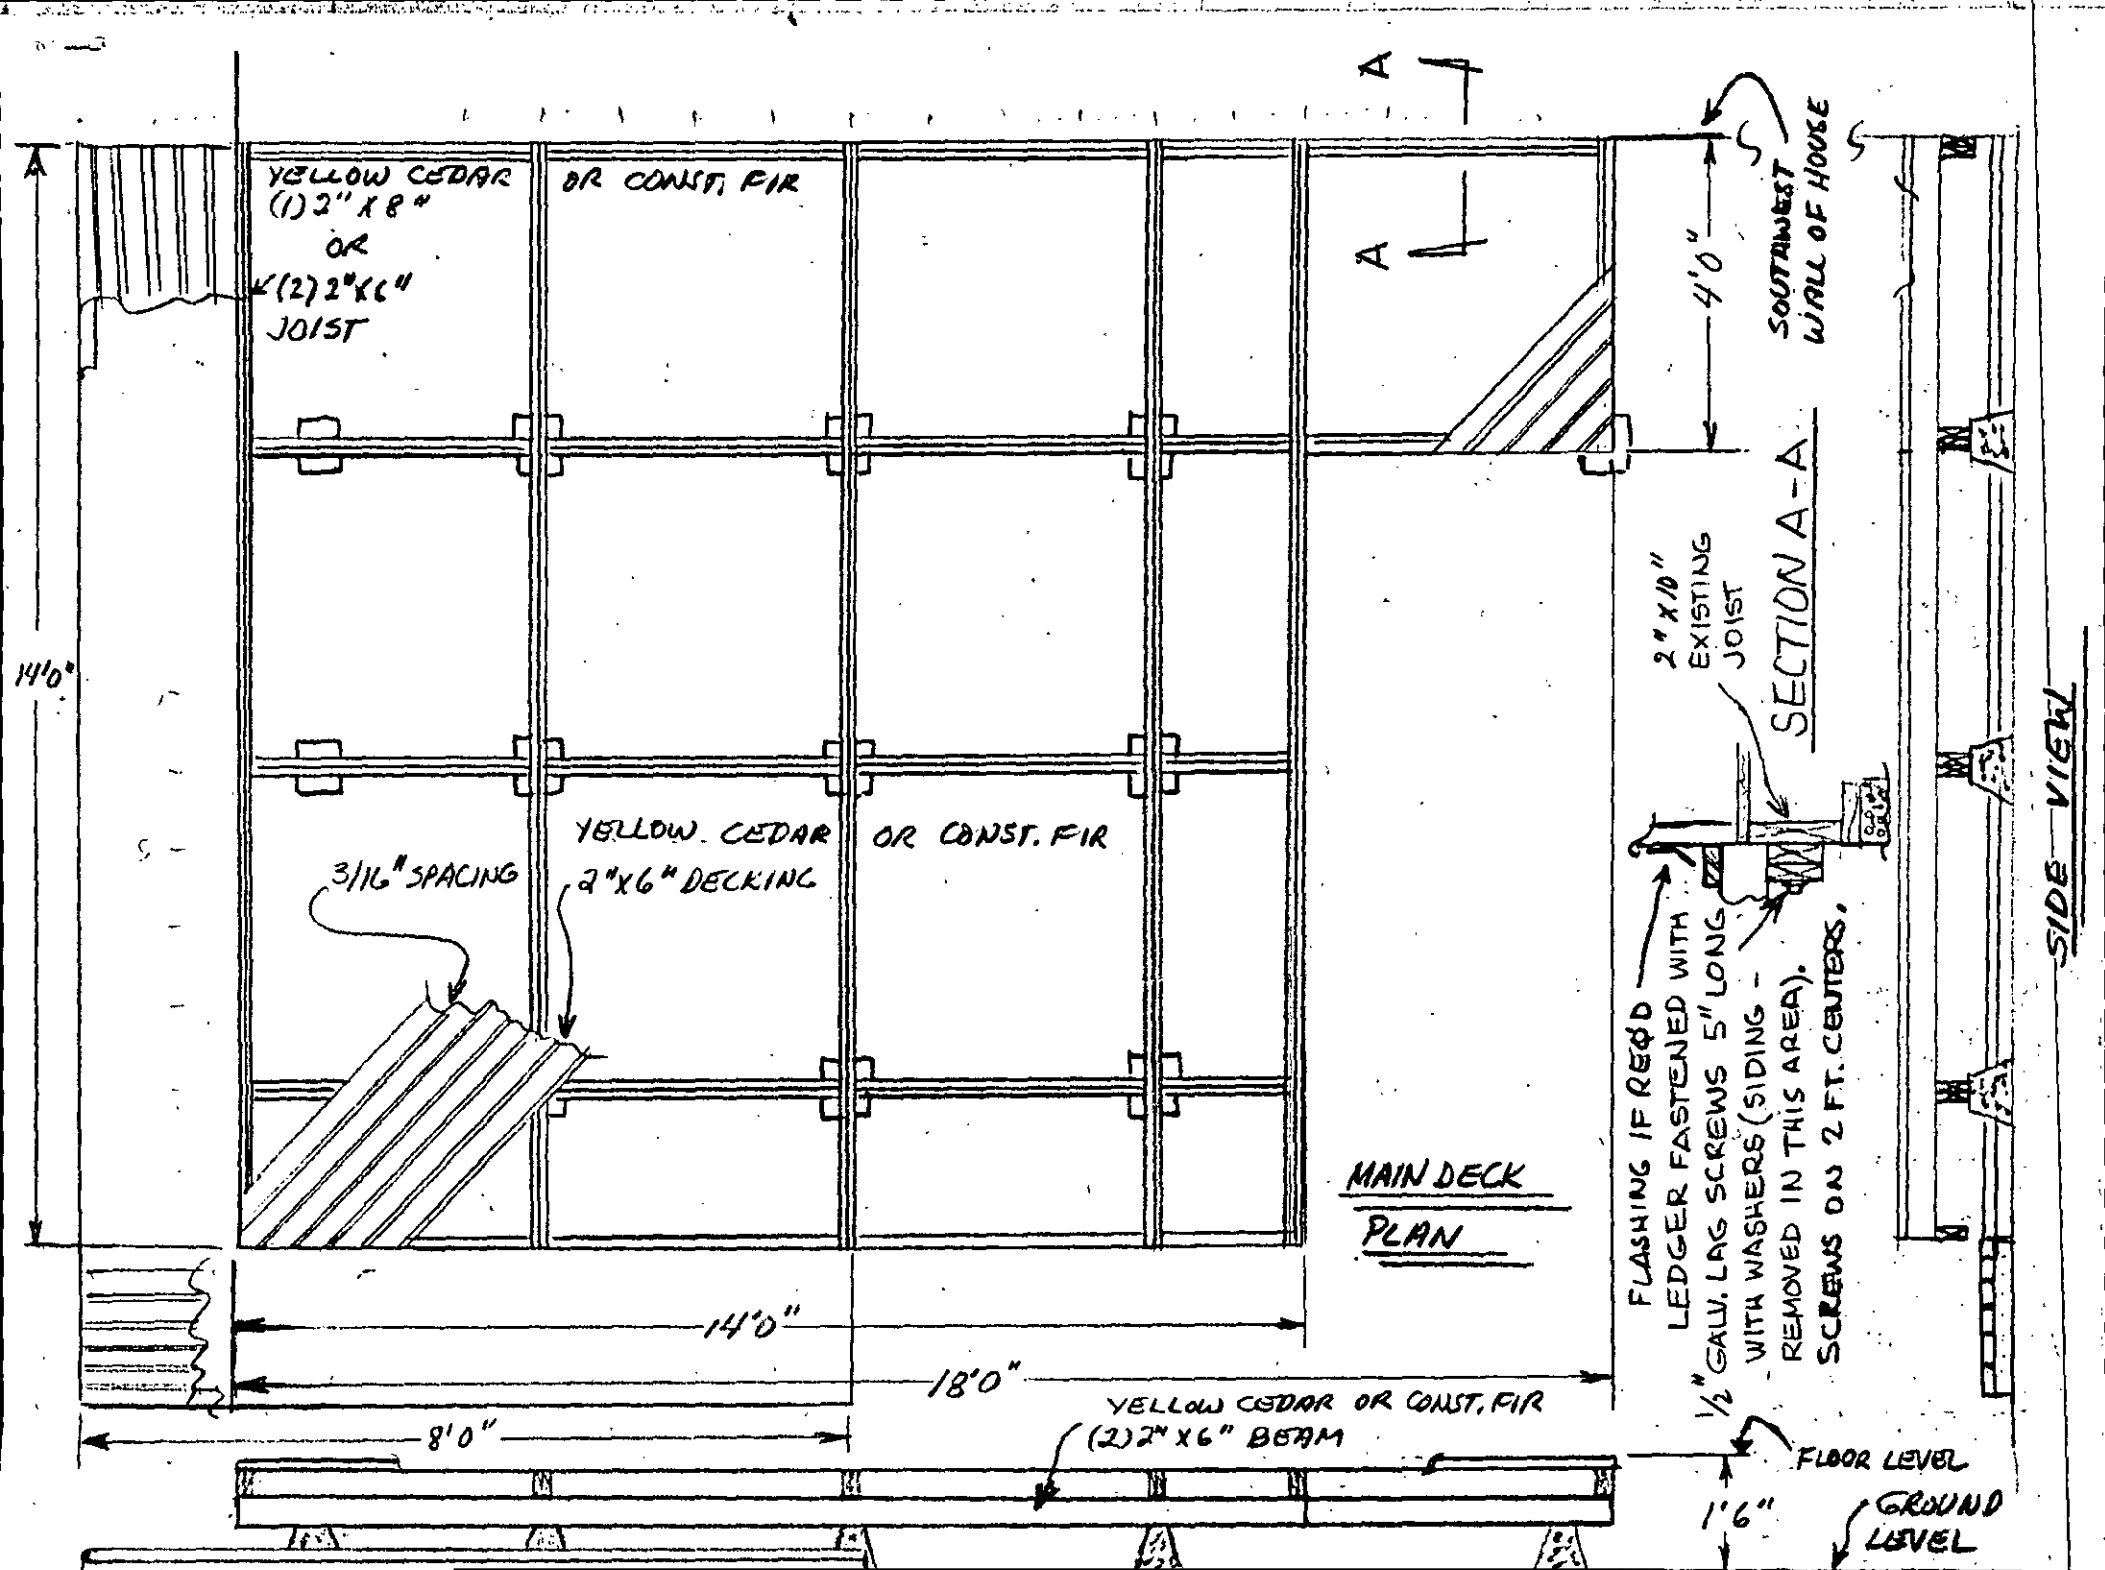 A
A
YELLOW CEDAR OR CONST. FIR
(1) 2" X 8"
OR
(2) 2" X 6"
JOIST
4'0"
SOUTHWEST
WALL OF HOUSE
14'0"
2" X 10"
EXISTING
JOIST
SECTION A-A
SIDE VIEW
YELLOW CEDAR OR CONST. FIR
3/16" SPACING
2" X 6" DECKING
FLASHING IF REQD
LEDGER FASTENED WITH
1/2" GALV. LAG SCREWS 5" LONG
WITH WASHERS (SIDING -
REMOVED IN THIS AREA).
SCREWS ON 2 FT. CENTERS.
MAIN DECK
PLAN
14'0"
18'0"
8'0"
YELLOW CEDAR OR CONST. FIR
(2) 2" X 6" BEAM
FLOOR LEVEL
1'6"
GROUND
LEVEL